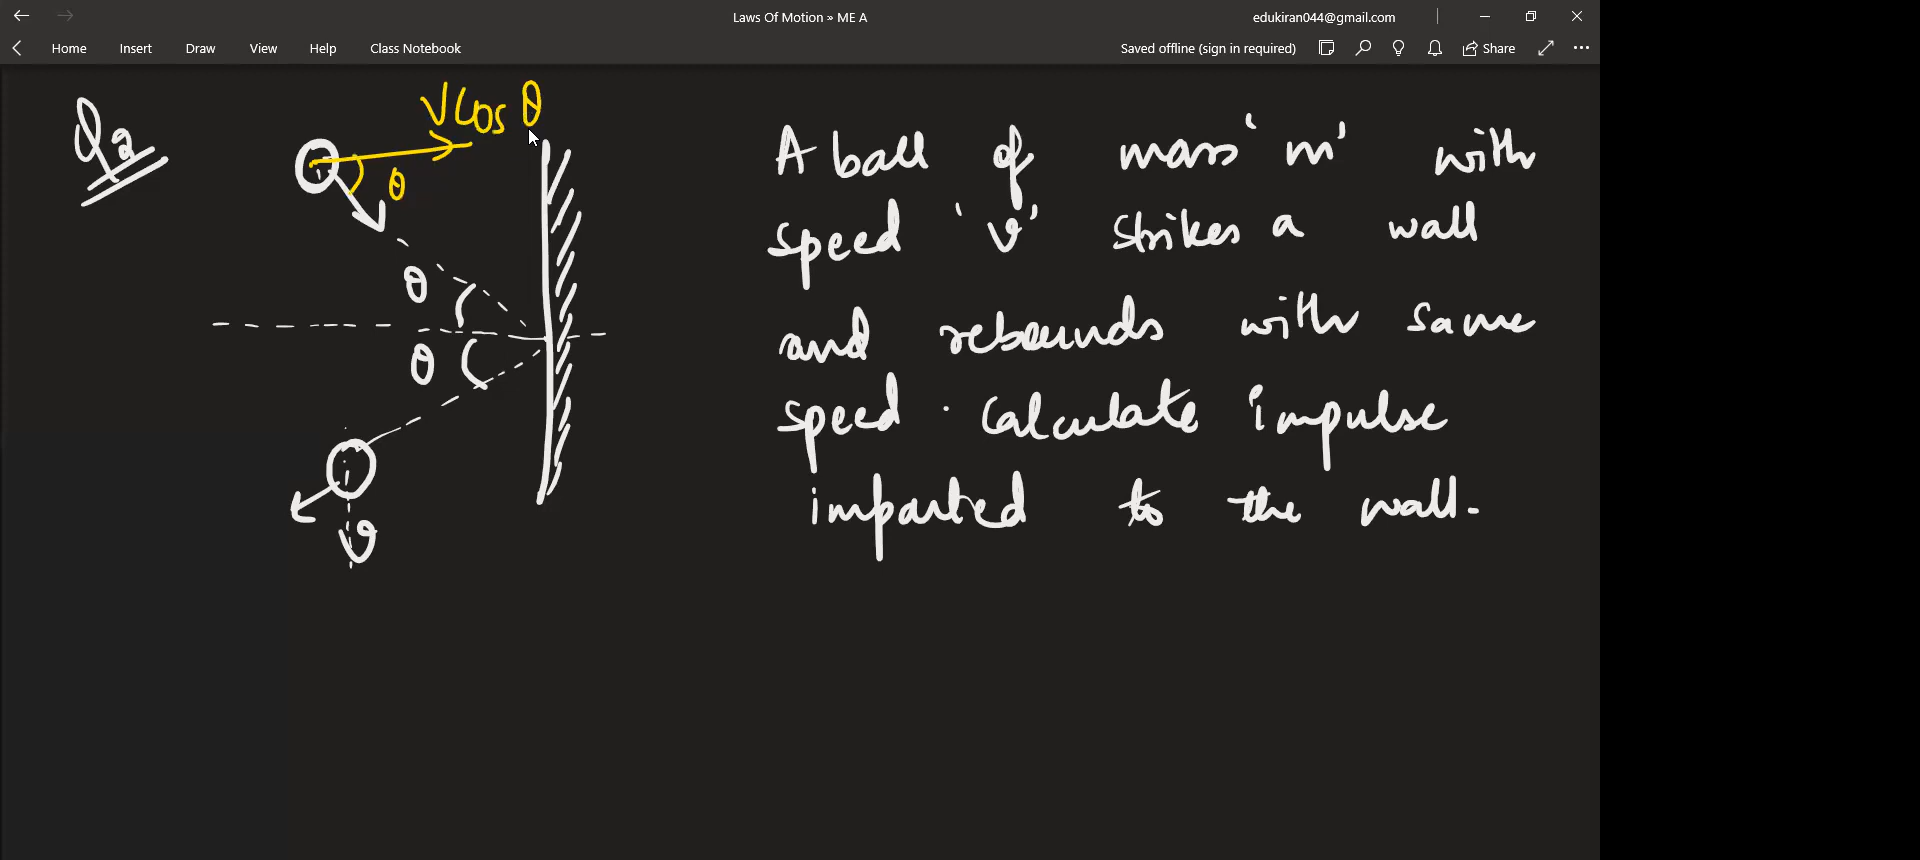 Laws Of Motion » ME A
edukiran044@gmail.com
Home Insert Draw View Help Class Notebook
Saved offline (sign in required)
Share
Q2
vcos θ
θ
θ
θ
v
A ball of mass 'm' with
speed 'v' strikes a wall
and rebounds with same
speed. Calculate impulse
imparted to the wall.